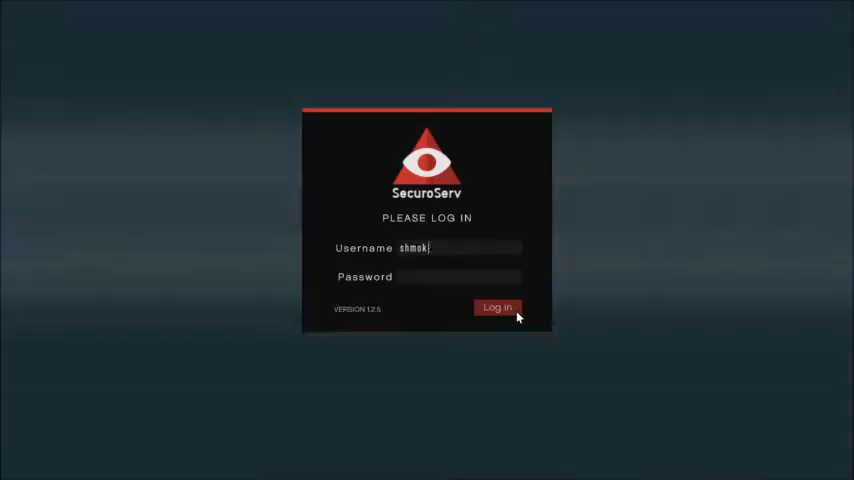 SecuroServ
PLEASE LOG IN
Username shmok
Password
VERSION 1.2.5 Log in